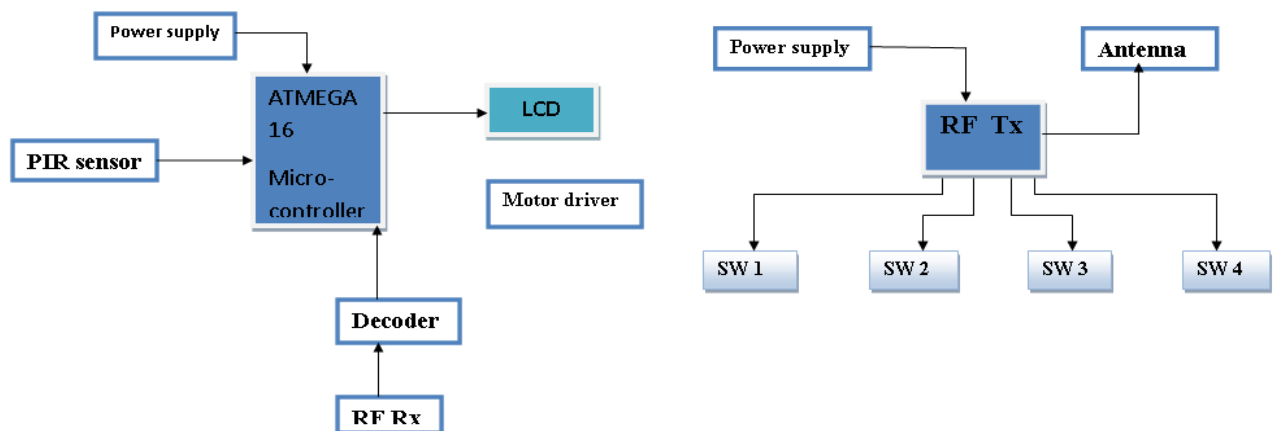 Power supply
ATMEGA
16
Micro-
controller
LCD
PIR sensor
Motor driver
Decoder
RF Rx
Power supply
Antenna
RF Tx
SW 1
SW 2
SW 3
SW 4